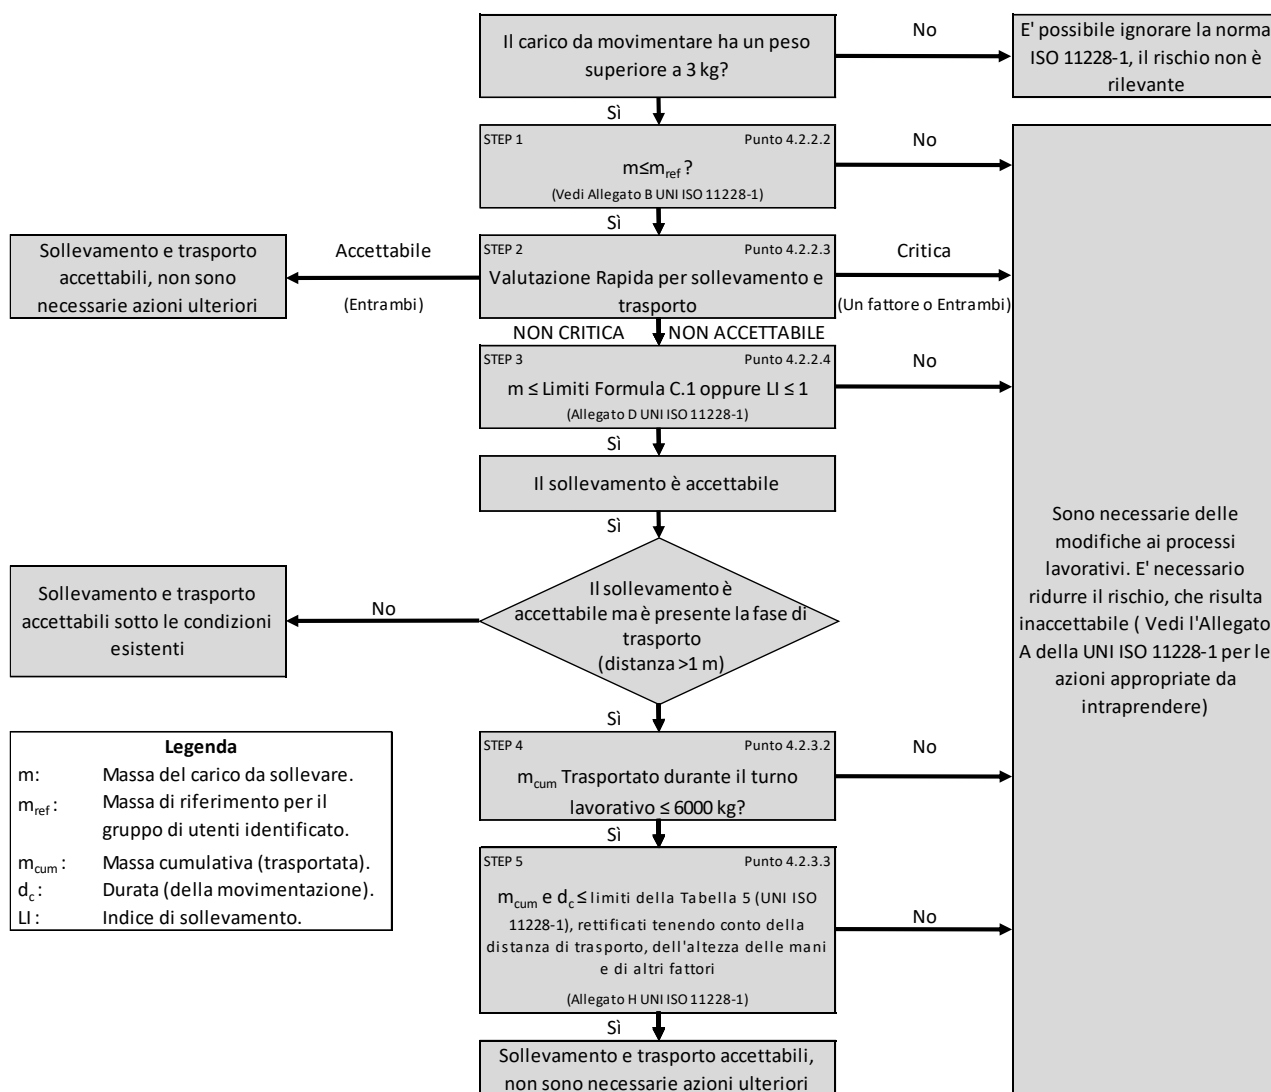 Il carico da movimentare ha un peso
superiore a 3 kg?
No
E' possibile ignorare la norma
ISO 11228-1, il rischio non è
rilevante
Sì
STEP 1 Punto 4.2.2.2
m≤mref ?
(Vedi Allegato B UNI ISO 11228-1)
No
Sì
Sollevamento e trasporto
accettabili, non sono
necessarie azioni ulteriori
Accettabile
(Entrambi)
STEP 2 Punto 4.2.2.3
Valutazione Rapida per sollevamento e
trasporto
Critica
(Un fattore o Entrambi)
NON CRITICA NON ACCETTABILE
STEP 3 Punto 4.2.2.4
m ≤ Limiti Formula C.1 oppure LI ≤ 1
(Allegato D UNI ISO 11228-1)
No
Sì
Il sollevamento è accettabile
Sì
Sollevamento e trasporto
accettabili sotto le condizioni
esistenti
No
Il sollevamento è
accettabile ma è presente la fase di
trasporto
(distanza >1 m)
Sono necessarie delle
modifiche ai processi
lavorativi. E' necessario
ridurre il rischio, che risulta
inaccettabile ( Vedi l'Allegato
A della UNI ISO 11228-1 per le
azioni appropriate da
intraprendere)
Sì
STEP 4 Punto 4.2.3.2
mcum Trasportato durante il turno
lavorativo ≤ 6000 kg?
No
Sì
STEP 5 Punto 4.2.3.3
mcum e dc ≤ limiti della Tabella 5 (UNI ISO
11228-1), rettificati tenendo conto della
distanza di trasporto, dell'altezza delle mani
e di altri fattori
(Allegato H UNI ISO 11228-1)
No
Sì
Sollevamento e trasporto accettabili,
non sono necessarie azioni ulteriori
Legenda
m: Massa del carico da sollevare.
mref : Massa di riferimento per il
gruppo di utenti identificato.
mcum : Massa cumulativa (trasportata).
dc : Durata (della movimentazione).
LI : Indice di sollevamento.